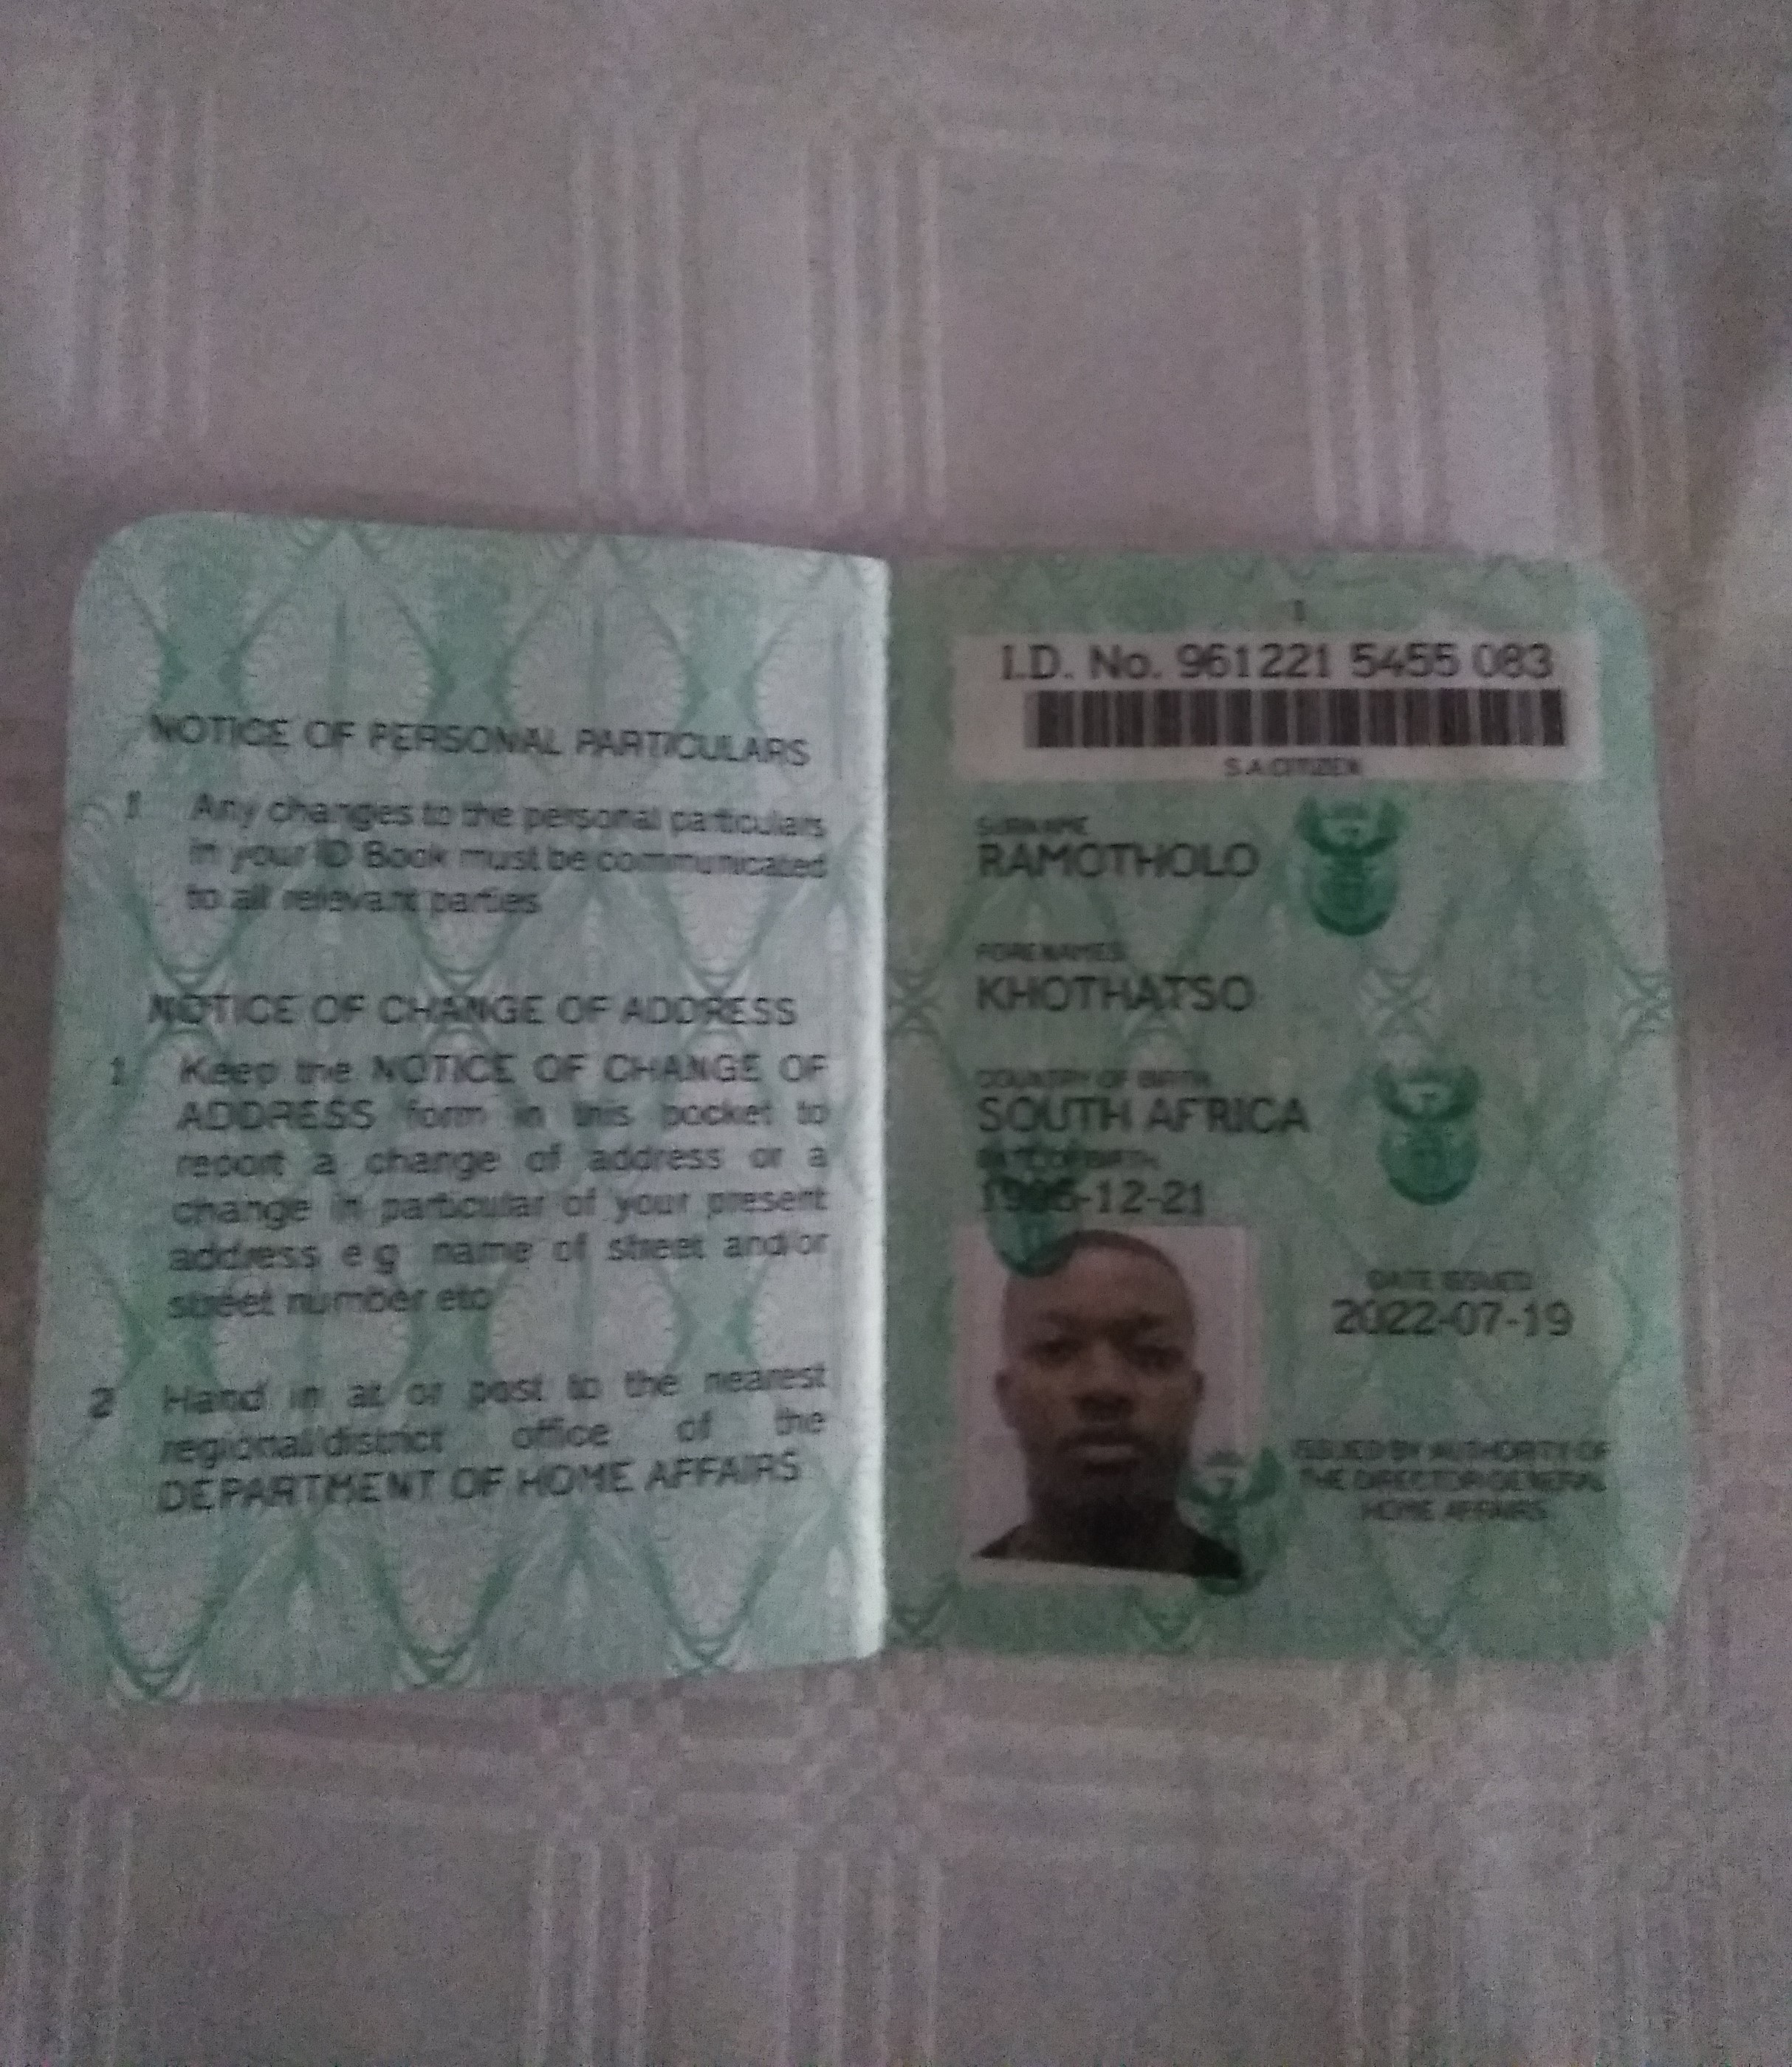 NOTICE OF PERSONAL PARTICULARS
1 Any changes to the personal particulars
in your ID Book must be communicated
to all relevant parties
NOTICE OF CHANGE OF ADDRESS
1 Keep the NOTICE OF CHANGE OF
ADDRESS form in this pocket to
report a change of address or a
change in particular of your present
address e g name of street and/or
street number etc
2 Hand in at or post to the nearest
regional/district office of the
DEPARTMENT OF HOME AFFAIRS
1
I.D. No. 961221 5455 083
S.A.CITIZEN
SURNAME
RAMOTHOLO
FORENAMES
KHOTHATSO
COUNTRY OF BIRTH
SOUTH AFRICA
DATE OF BIRTH
1996-12-21
DATE ISSUED
2022-07-19
ISSUED BY AUTHORITY OF
THE DIRECTOR-GENERAL
HOME AFFAIRS